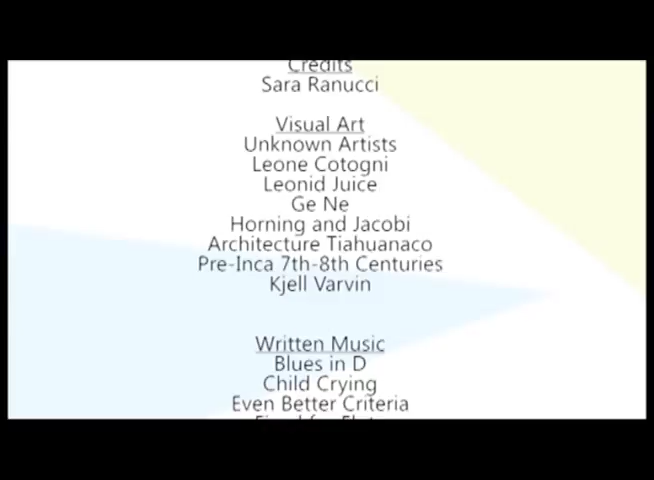 Credits
Sara Ranucci
Visual Art
Unknown Artists
Leone Cotogni
Leonid Juice
Ge Ne
Horning and Jacobi
Architecture Tiahuanaco
Pre-Inca 7th-8th Centuries
Kjell Varvin
Written Music
Blues in D
Child Crying
Even Better Criteria